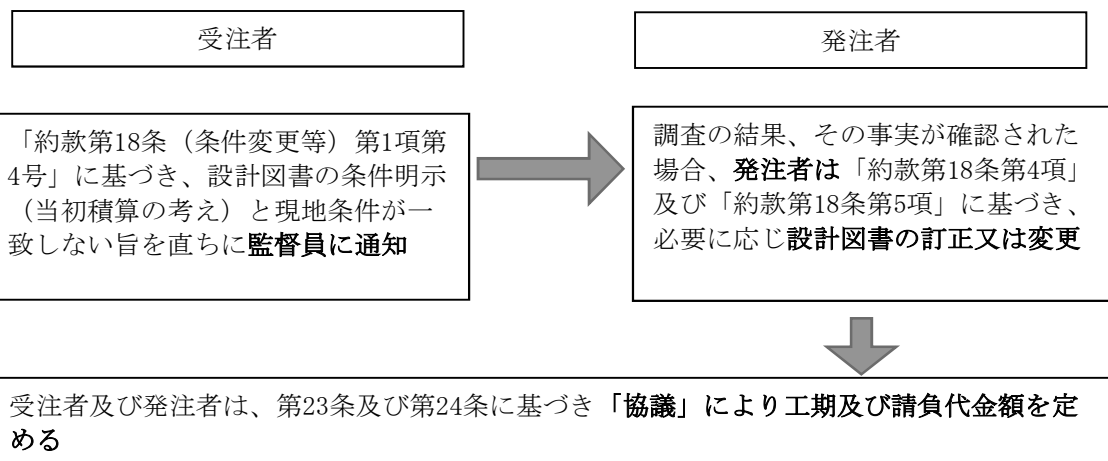 受注者
発注者
「約款第18条（条件変更等）第1項第
4号」に基づき、設計図書の条件明示
（当初積算の考え）と現地条件が一
致しない旨を直ちに監督員に通知
調査の結果、その事実が確認された
場合、発注者は「約款第18条第4項」
及び「約款第18条第5項」に基づき、
必要に応じ設計図書の訂正又は変更
受注者及び発注者は、第23条及び第24条に基づき「協議」により工期及び請負代金額を定
める